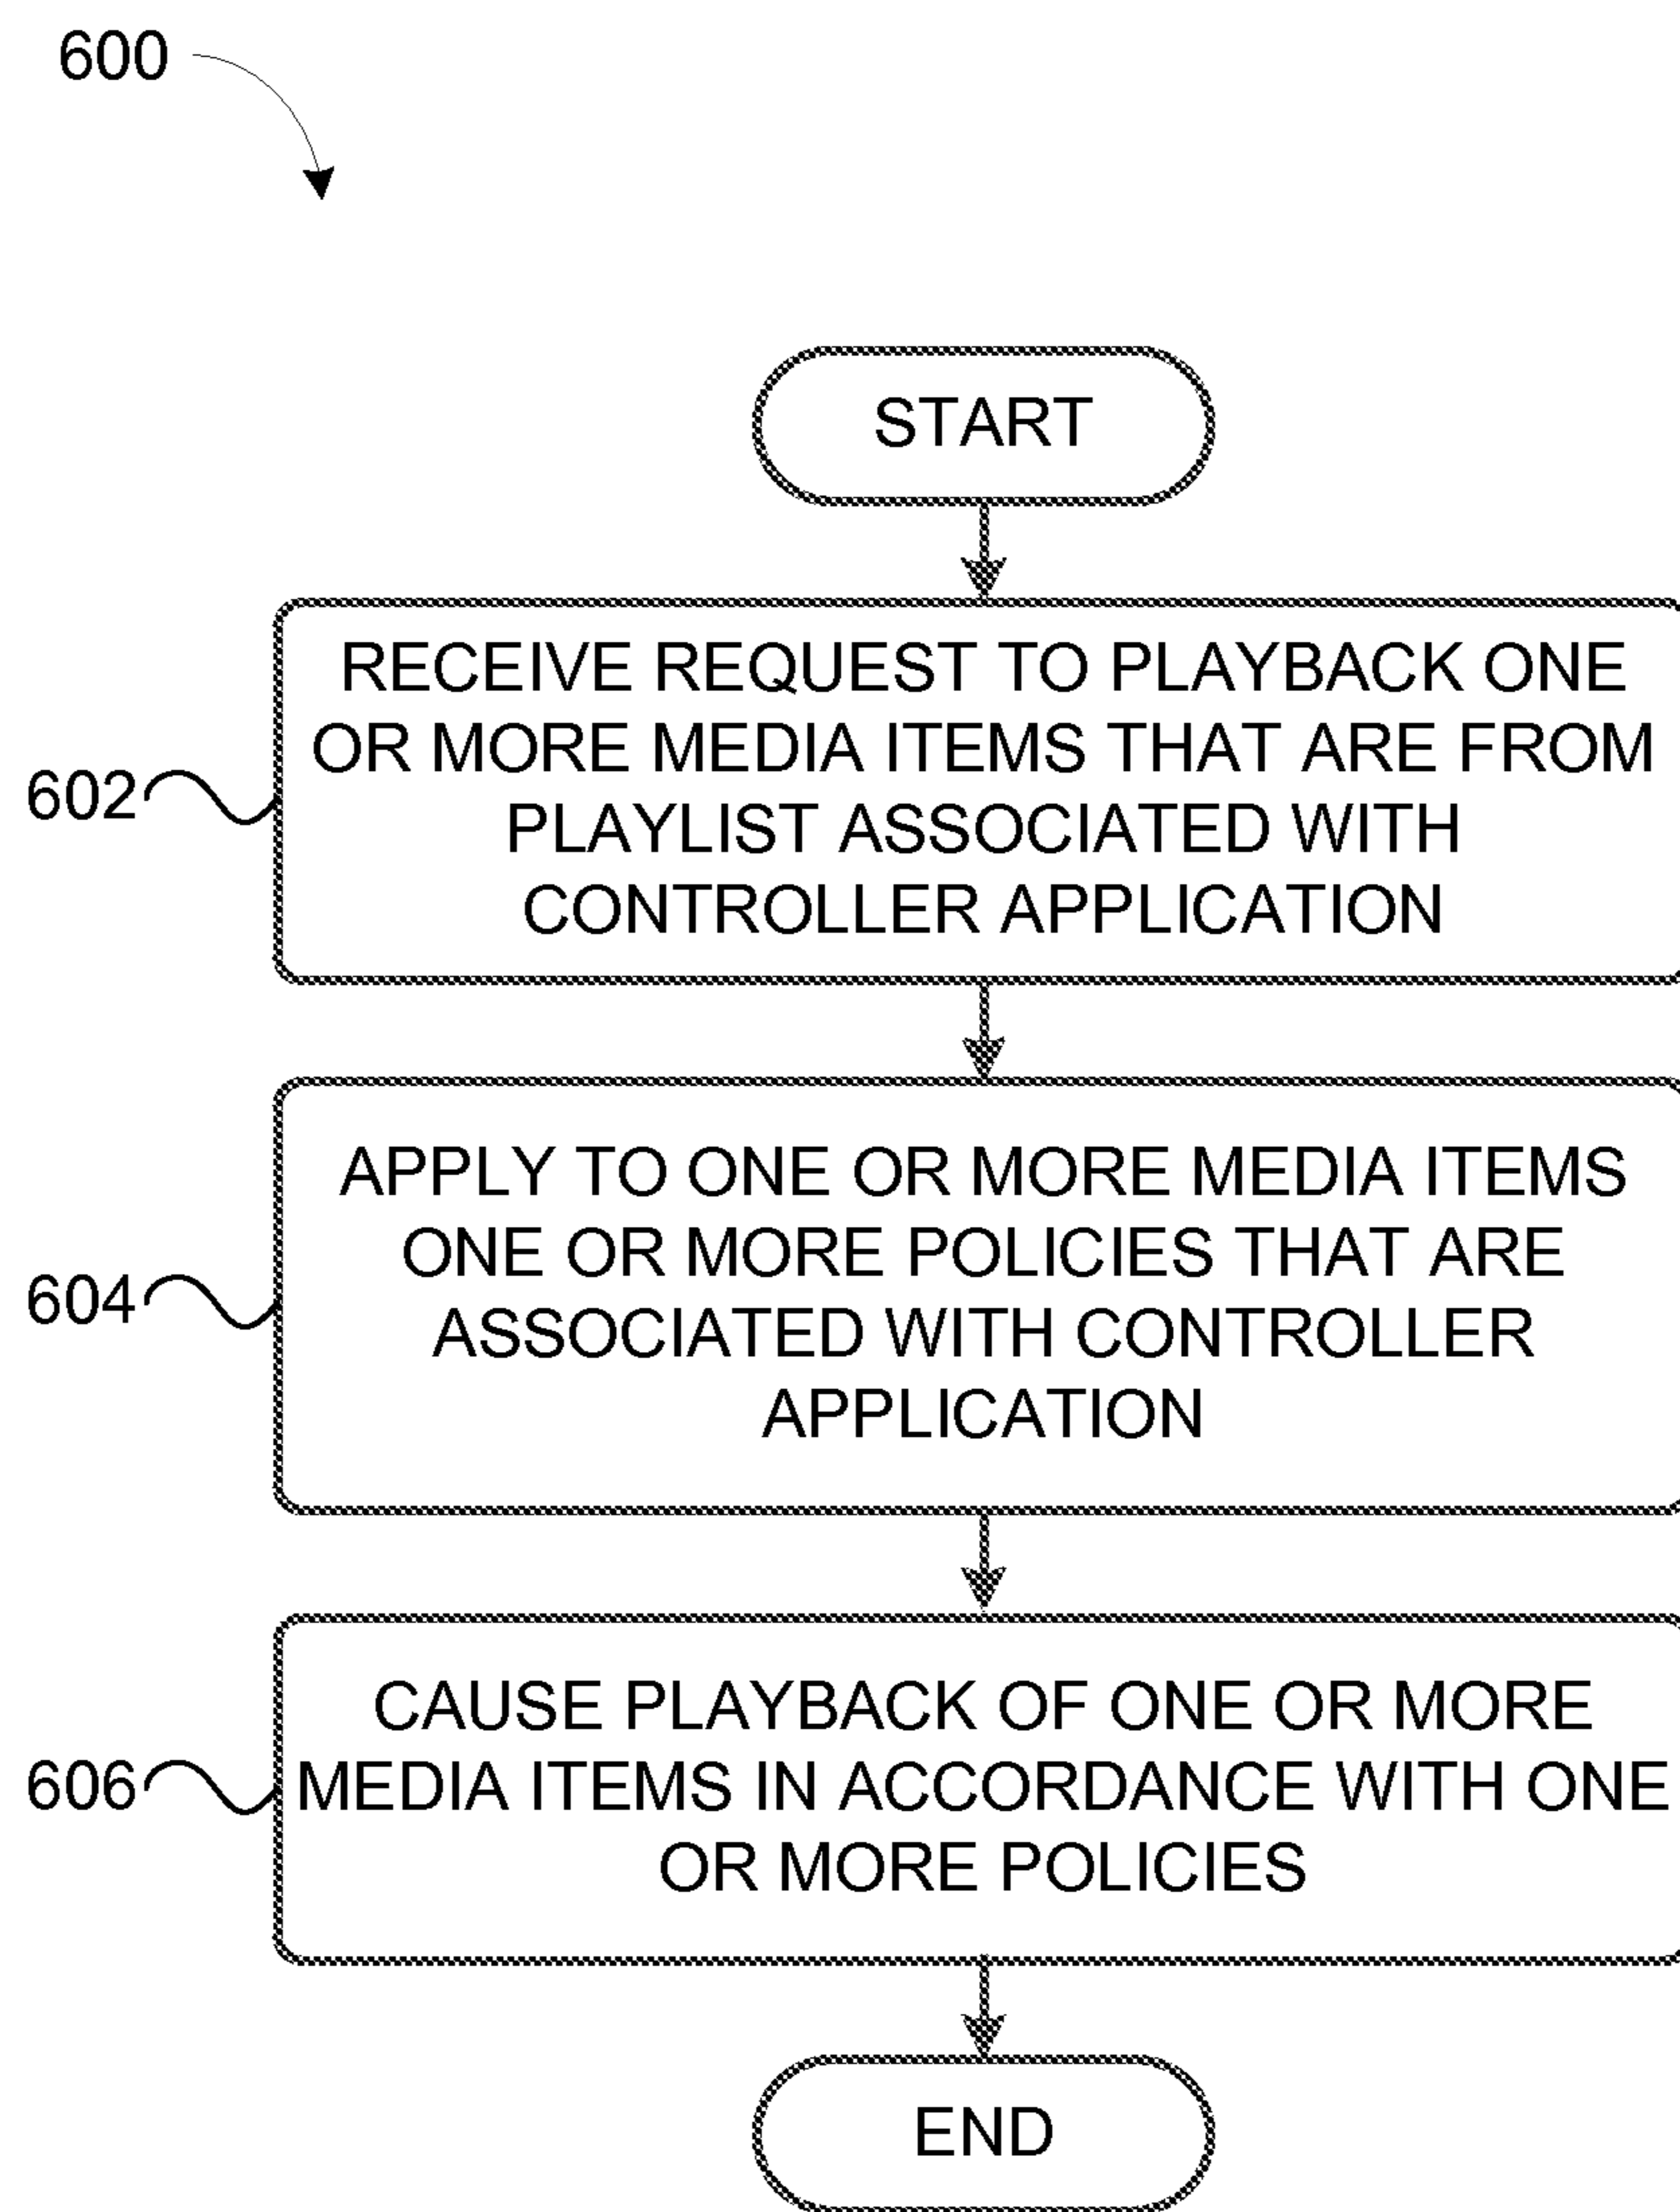 600
START
RECEIVE REQUEST TO PLAYBACK ONE
OR MORE MEDIA ITEMS THAT ARE FROM
PLAYLIST ASSOCIATED WITH
CONTROLLER APPLICATION
602
APPLY TO ONE OR MORE MEDIA ITEMS
ONE OR MORE POLICIES THAT ARE
ASSOCIATED WITH CONTROLLER
APPLICATION
604
CAUSE PLAYBACK OF ONE OR MORE
MEDIA ITEMS IN ACCORDANCE WITH ONE
OR MORE POLICIES
606
END